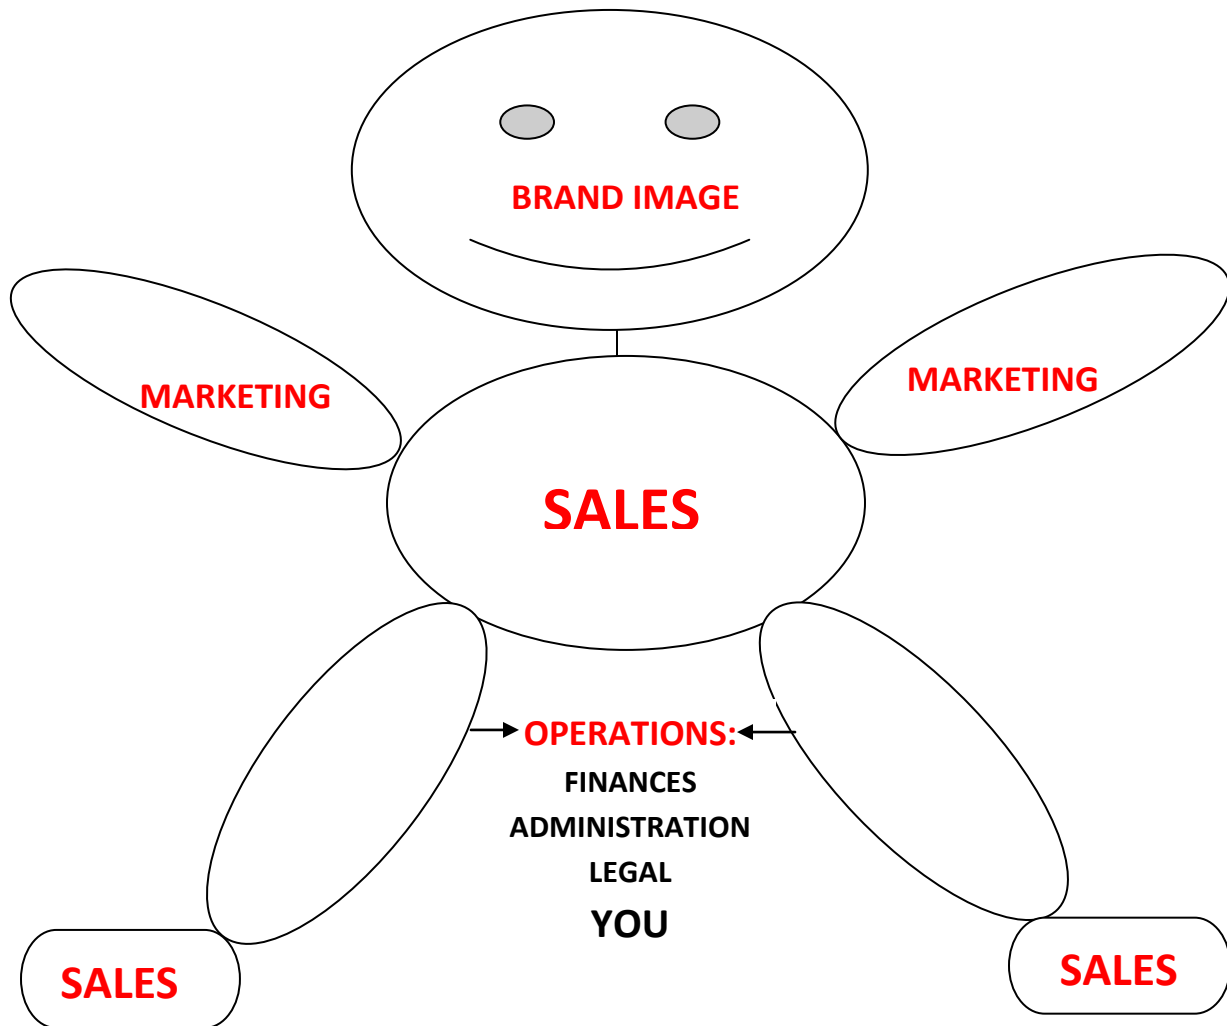 BRAND IMAGE
MARKETING
MARKETING
SALES
OPERATIONS:
FINANCES
ADMINISTRATION
LEGAL
YOU
SALES
SALES